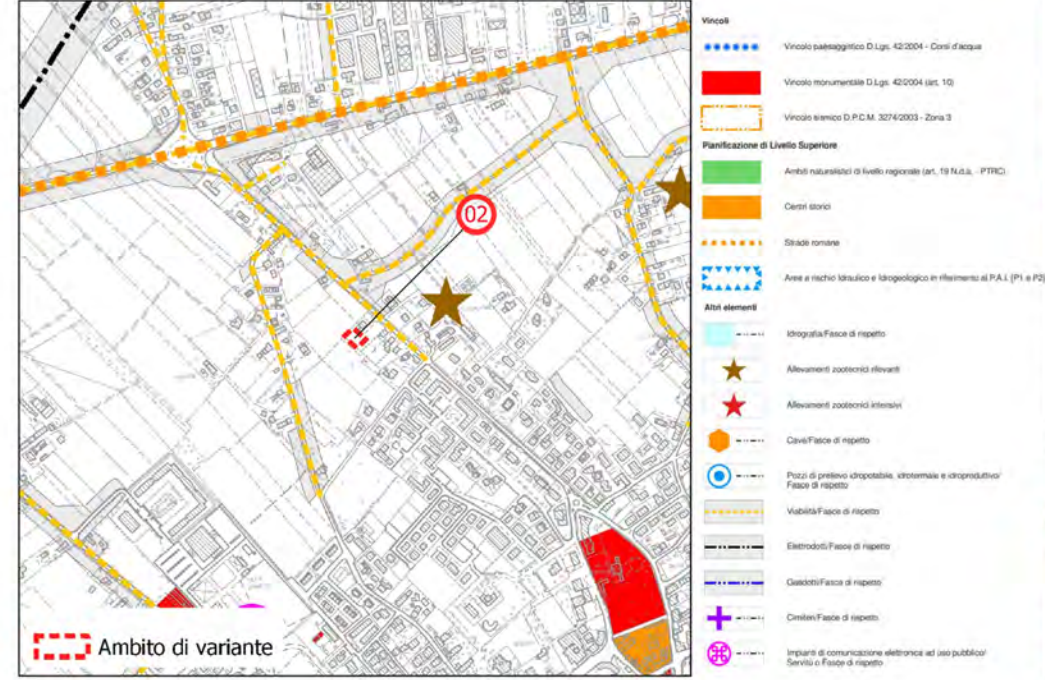 02
Ambito di variante
Vincoli
Vincolo paesaggistico D.Lgs. 42/2004 - Corsi d'acqua
Vincolo monumentale D.Lgs. 42/2004 (art. 10)
Vincolo sismico D.P.C.M. 3274/2003 - Zona 3
Pianificazione di Livello Superiore
Ambiti naturalistici di livello regionale (art. 19 N.d.a. - PTRC)
Centri storici
Strade romane
Aree a rischio Idraulico e Idrogeologico in riferimento al P.A.I. (P1 e P2)
Altri elementi
Idrografia/Fasce di rispetto
Allevamenti zootecnici rilevanti
Allevamenti zootecnici intensivi
Cave/Fasce di rispetto
Pozzi di prelievo idropotabile, idrotermale e idroproduttivo/
Fasce di rispetto
Viabilità/Fasce di rispetto
Elettrodotti/Fasce di rispetto
Gasdotti/Fasce di rispetto
Cimiteri/Fasce di rispetto
Impianti di comunicazione elettronica ad uso pubblico/
Servitù o Fasce di rispetto